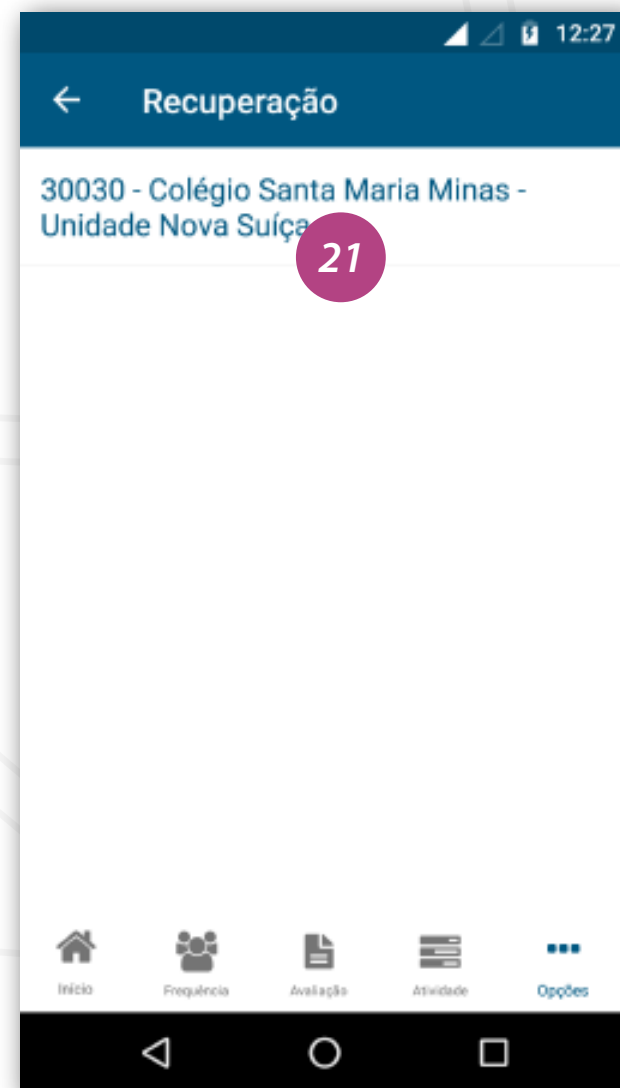 12:27
Recuperação
30030 - Colégio Santa Maria Minas -
Unidade Nova Suíça
21
Início
Frequência
Avaliação
Atividade
Opções